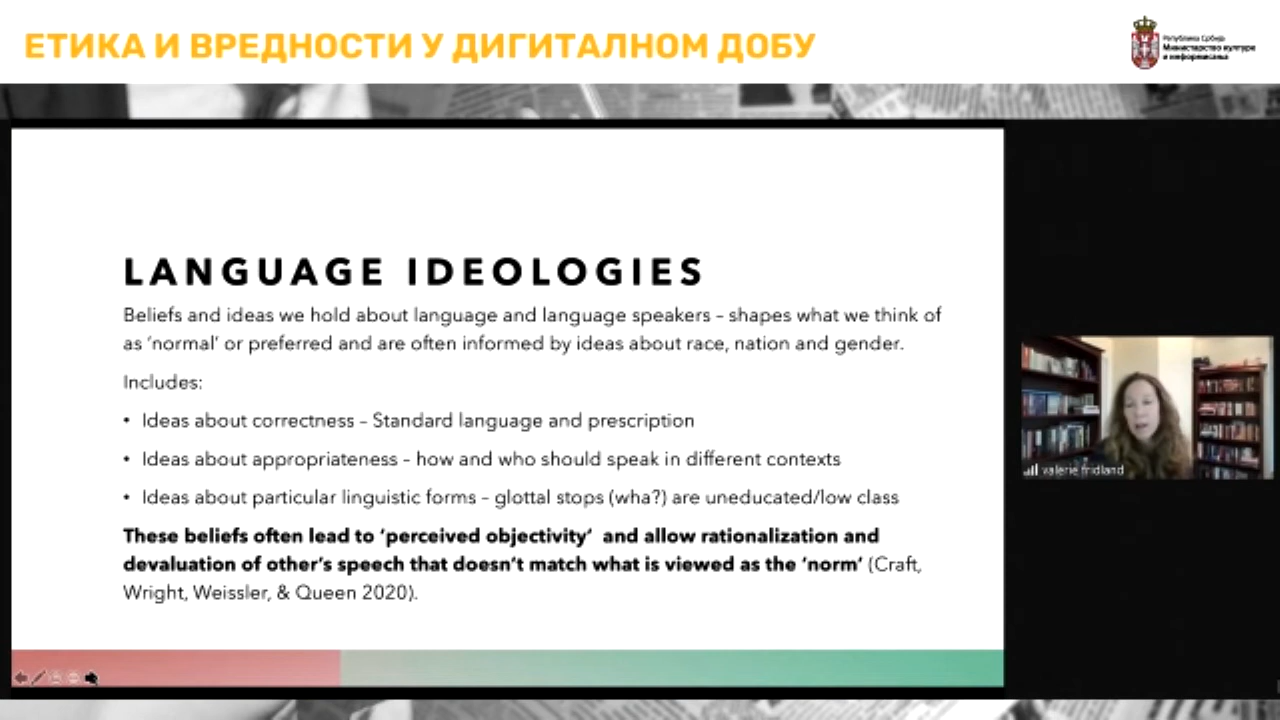 ЕТИКА И ВРЕДНОСТИ У ДИГИТАЛНОМ ДОБУ
Република Србија
Министарство културе
и информисања
LANGUAGE IDEOLOGIES
Beliefs and ideas we hold about language and language speakers – shapes what we think of
as ‘normal’ or preferred and are often informed by ideas about race, nation and gender.
Includes:
• Ideas about correctness – Standard language and prescription
• Ideas about appropriateness – how and who should speak in different contexts
• Ideas about particular linguistic forms – glottal stops (wha?) are uneducated/low class
These beliefs often lead to ‘perceived objectivity’ and allow rationalization and
devaluation of other’s speech that doesn’t match what is viewed as the ‘norm’ (Craft,
Wright, Weissler, & Queen 2020).
valerie fridland